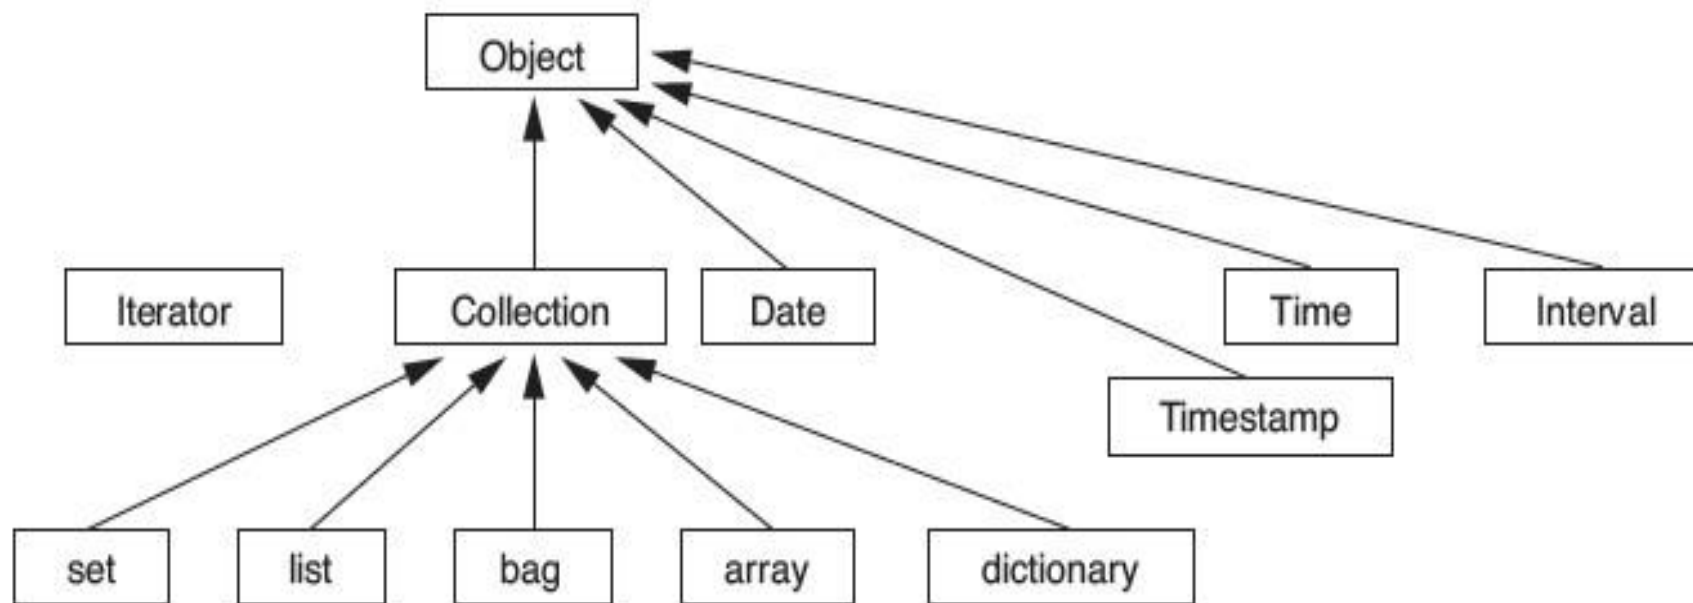 Object
Iterator
Collection
Date
Time
Interval
Timestamp
set
list
bag
array
dictionary